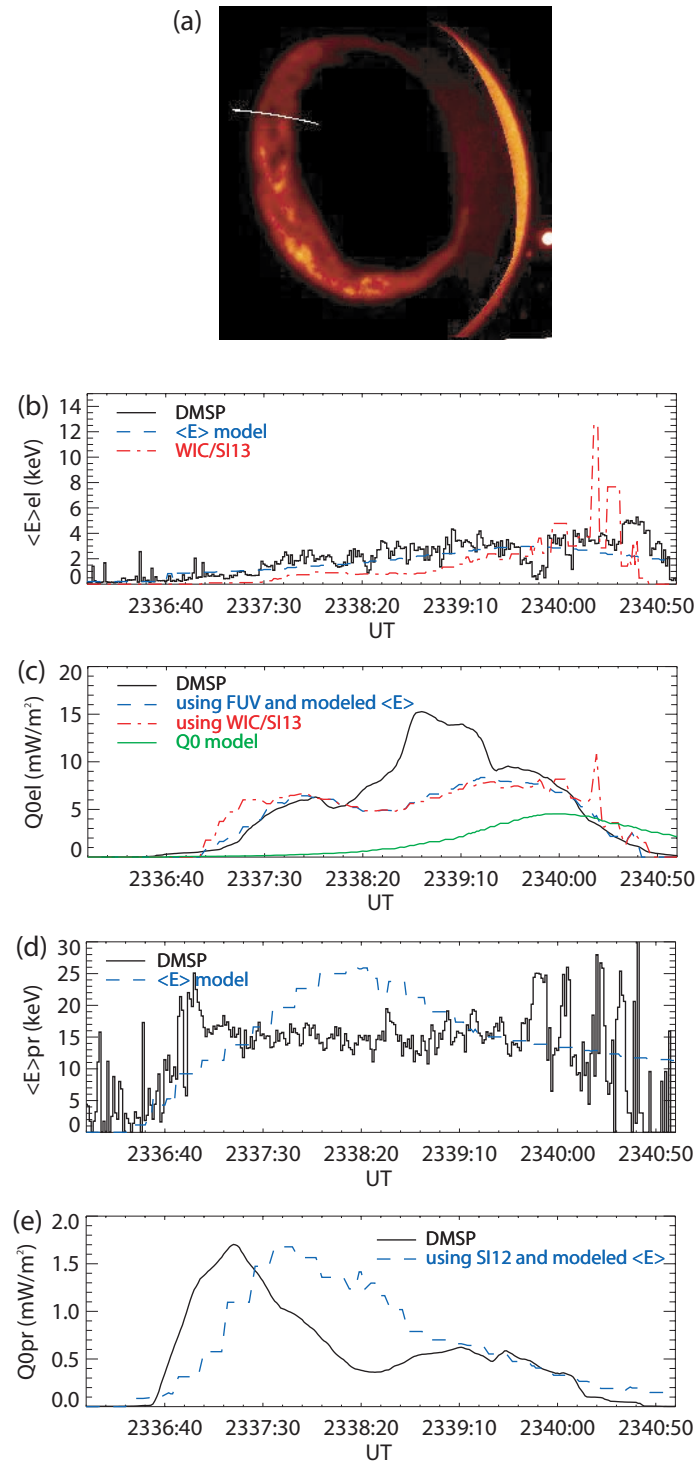 (a)
(b)
14
12
10
8
6
4
2
0
<E>el (keV)
DMSP
<E> model
WIC/SI13
2336:40 2337:30 2338:20 2339:10 2340:00 2340:50
UT
(c)
20
15
10
5
0
Q0el (mW/m²)
DMSP
using FUV and modeled <E>
using WIC/SI13
Q0 model
2336:40 2337:30 2338:20 2339:10 2340:00 2340:50
UT
(d)
30
25
20
15
10
5
0
<E>pr (keV)
DMSP
<E> model
2336:40 2337:30 2338:20 2339:10 2340:00 2340:50
UT
(e)
2.0
1.5
1.0
0.5
0.0
Q0pr (mW/m²)
DMSP
using SI12 and modeled <E>
2336:40 2337:30 2338:20 2339:10 2340:00 2340:50
UT